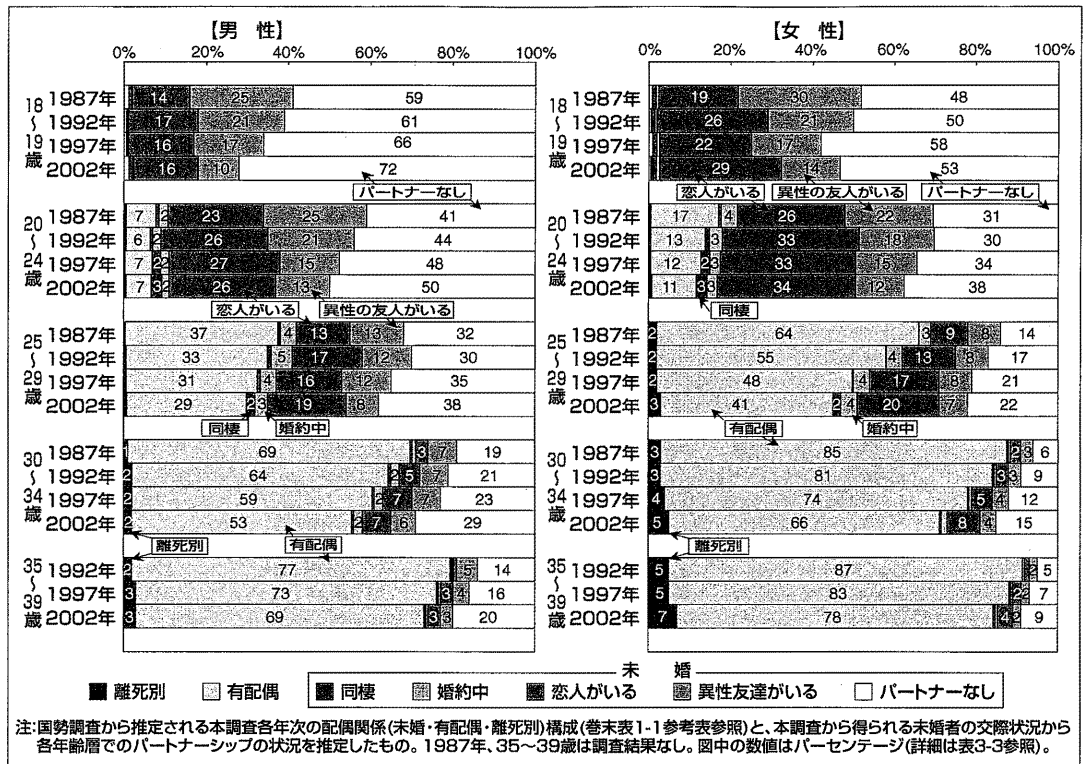 【男 性】
0% 20% 40% 60% 80% 100%
18〜19歳
1987年 14 25 59
1992年 17 21 61
1997年 16 17 66
2002年 16 10 72
パートナーなし
20〜24歳
1987年 7 2 23 25 41
1992年 6 2 26 21 44
1997年 7 2 2 27 15 48
2002年 7 3 2 26 13 50
恋人がいる 異性の友人がいる
25〜29歳
1987年 37 4 13 13 32
1992年 33 5 17 12 30
1997年 31 4 16 12 35
2002年 29 2 3 19 8 38
同棲 婚約中
30〜34歳
1987年 1 69 3 7 19
1992年 2 64 2 5 7 21
1997年 2 59 2 7 7 23
2002年 2 53 2 7 6 29
離死別 有配偶
35〜39歳
1992年 2 77 5 14
1997年 3 73 3 4 16
2002年 3 69 3 3 20
【女 性】
0% 20% 40% 60% 80% 100%
18〜19歳
1987年 19 30 48
1992年 26 21 50
1997年 22 17 58
2002年 29 14 53
恋人がいる 異性の友人がいる パートナーなし
20〜24歳
1987年 17 4 26 22 31
1992年 13 3 33 18 30
1997年 12 2 3 33 15 34
2002年 11 3 3 34 12 38
同棲
25〜29歳
1987年 2 64 3 9 8 14
1992年 2 55 4 13 8 17
1997年 2 48 4 17 8 21
2002年 3 41 2 4 20 7 22
有配偶 婚約中
30〜34歳
1987年 3 85 2 3 6
1992年 3 81 3 3 9
1997年 4 74 5 4 12
2002年 5 66 8 4 15
離死別
35〜39歳
1992年 5 87 2 5
1997年 5 83 2 2 7
2002年 7 78 4 2 9
未 婚
離死別 有配偶 同棲 婚約中 恋人がいる 異性友達がいる パートナーなし
注:国勢調査から推定される本調査各年次の配偶関係(未婚・有配偶・離死別)構成(巻末表1-1参考表参照)と、本調査から得られる未婚者の交際状況から
各年齢層でのパートナーシップの状況を推定したもの。1987年、35〜39歳は調査結果なし。図中の数値はパーセンテージ(詳細は表3-3参照)。